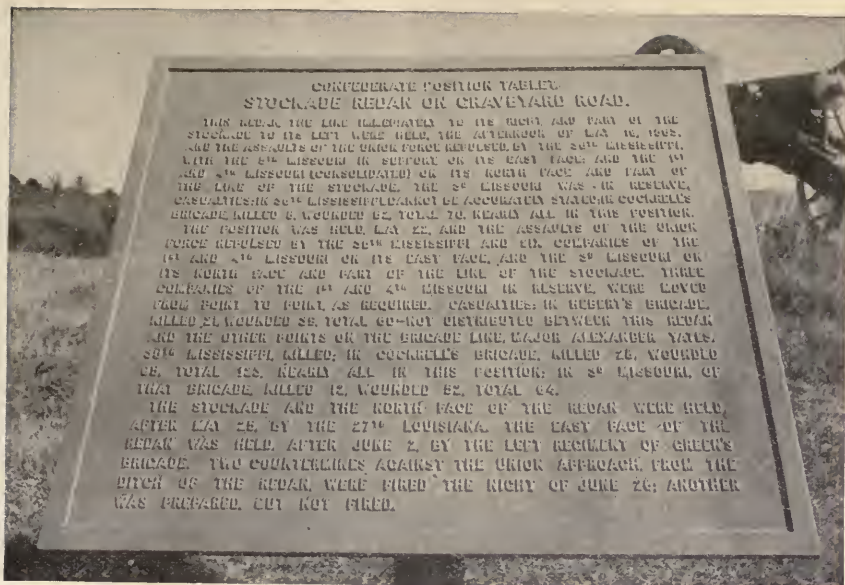 CONFEDERATE POSITION TABLET.
STOCKADE REDAN ON GRAVEYARD ROAD.
THIS REDAN, THE LINE IMMEDIATELY TO ITS RIGHT, AND PART OF THE
STOCKADE TO ITS LEFT WERE HELD, THE AFTERNOON OF MAY 19, 1863,
AND THE ASSAULTS OF THE UNION FORCE REPULSED, BY THE 36TH MISSISSIPPI,
WITH THE 5TH MISSOURI IN SUPPORT ON ITS EAST FACE; AND THE 1ST
AND 4TH MISSOURI (CONSOLIDATED) ON ITS NORTH FACE AND PART OF
THE LINE OF THE STOCKADE. THE 3D MISSOURI WAS IN RESERVE.
CASUALTIES: IN 36TH MISSISSIPPI CANNOT BE ACCURATELY STATED; IN COCKRELL'S
BRIGADE, KILLED 8, WOUNDED 62, TOTAL 70, NEARLY ALL IN THIS POSITION.
THE POSITION WAS HELD, MAY 22, AND THE ASSAULTS OF THE UNION
FORCE REPULSED BY THE 36TH MISSISSIPPI AND SIX COMPANIES OF THE
1ST AND 4TH MISSOURI ON ITS EAST FACE, AND THE 3D MISSOURI ON
ITS NORTH FACE AND PART OF THE LINE OF THE STOCKADE. THREE
COMPANIES OF THE 1ST AND 4TH MISSOURI IN RESERVE, WERE MOVED
FROM POINT TO POINT, AS REQUIRED. CASUALTIES: IN HEBERT'S BRIGADE,
KILLED 21, WOUNDED TOTAL 60—NOT DISTRIBUTED BETWEEN THIS REDAN
AND THE OTHER POINTS ON THE BRIGADE LINE, MAJOR ALEXANDER YATES,
36TH MISSISSIPPI, KILLED; IN COCKRELL'S BRIGADE, KILLED 28, WOUNDED
TOTAL 123, NEARLY ALL IN THIS POSITION; IN 3D MISSOURI, OF
THAT BRIGADE, KILLED 12, WOUNDED 52, TOTAL 64.
THE STOCKADE AND THE NORTH FACE OF THE REDAN WERE HELD,
AFTER MAY BY THE 27TH LOUISIANA. THE EAST FACE OF THE
REDAN WAS HELD, AFTER JUNE 2, BY THE LEFT REGIMENT OF GREEN'S
BRIGADE. TWO COUNTERMINES AGAINST THE UNION APPROACH, FROM THE
DITCH OF THE REDAN, WERE FIRED THE NIGHT OF JUNE 26; ANOTHER
WAS PREPARED, BUT NOT FIRED.